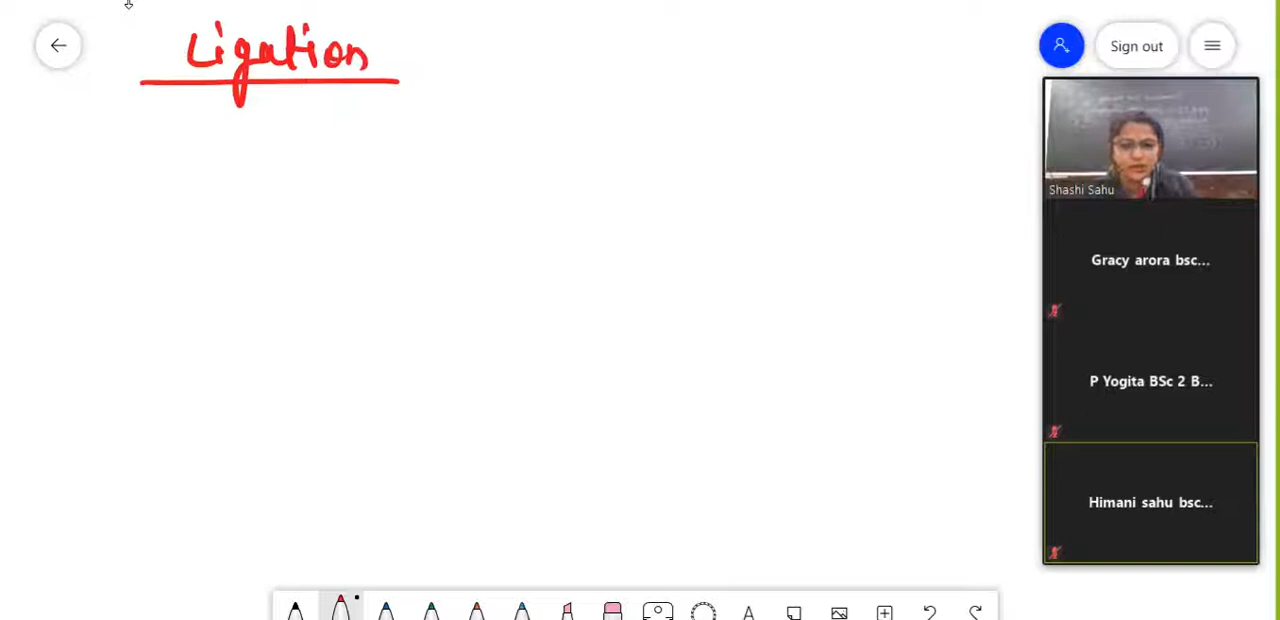 Ligation
Sign out
Shashi Sahu
Gracy arora bsc...
P Yogita BSc 2 B...
Himani sahu bsc...
A